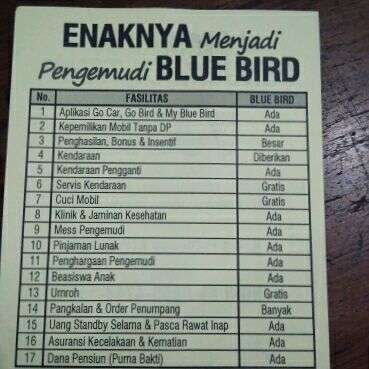 ENAKNYA Menjadi
Pengemudi BLUE BIRD
No. FASILITAS BLUE BIRD
1 Aplikasi Go Car, Go Bird & My Blue Bird Ada
2 Kepemilikan Mobil Tanpa DP Ada
3 Penghasilan, Bonus & Insentif Besar
4 Kendaraan Diberikan
5 Kendaraan Pengganti Ada
6 Servis Kendaraan Gratis
7 Cuci Mobil Gratis
8 Klinik & Jaminan Kesehatan Ada
9 Mess Pengemudi Ada
10 Pinjaman Lunak Ada
11 Penghargaan Pengemudi Ada
12 Beasiswa Anak Ada
13 Umroh Gratis
14 Pangkalan & Order Penumpang Banyak
15 Uang Standby Selama & Pasca Rawat Inap Ada
16 Asuransi Kecelakaan & Kematian Ada
17 Dana Pensiun (Purna Bakti) Ada